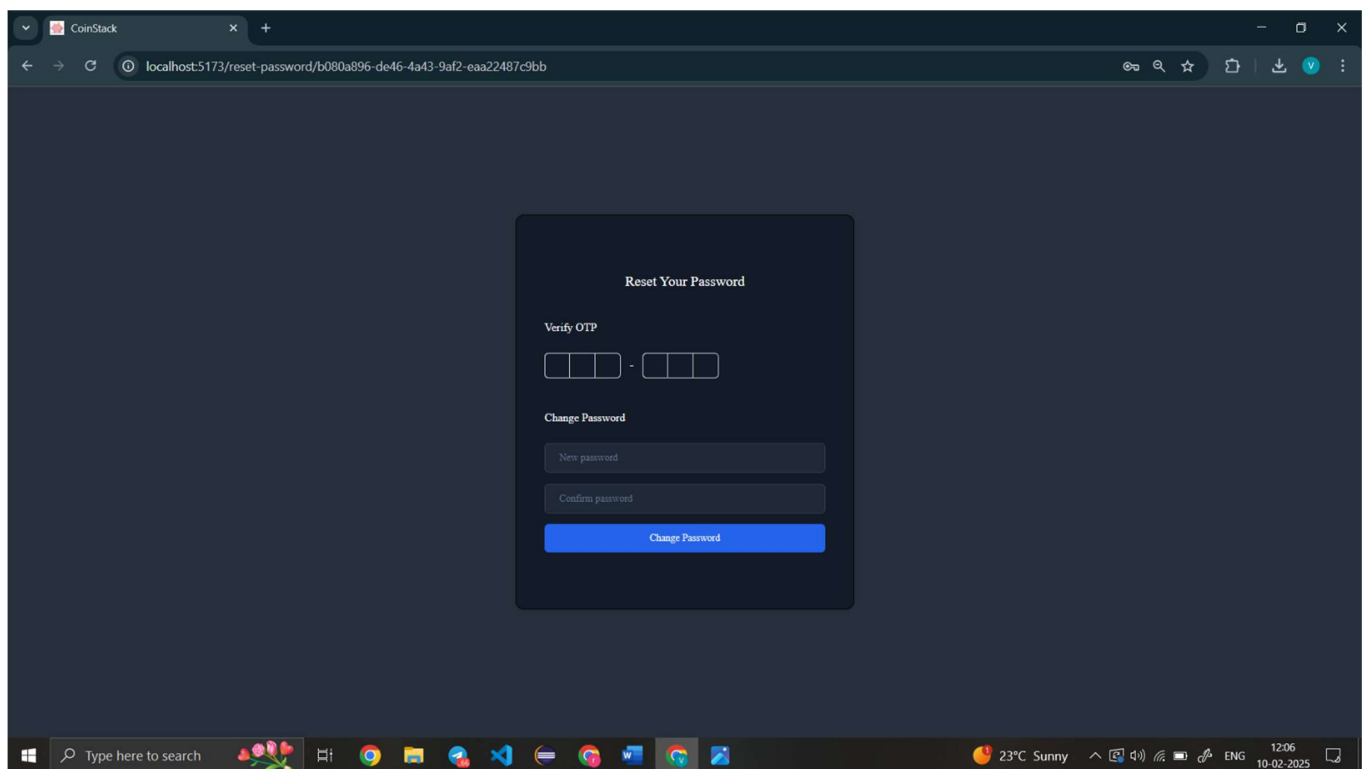 CoinStack
localhost:5173/reset-password/b080a896-de46-4a43-9af2-eaa22487c9bb
V
Reset Your Password
Verify OTP
-
Change Password
New password
Confirm password
Change Password
Type here to search
23°C Sunny
ENG
12:06
10-02-2025